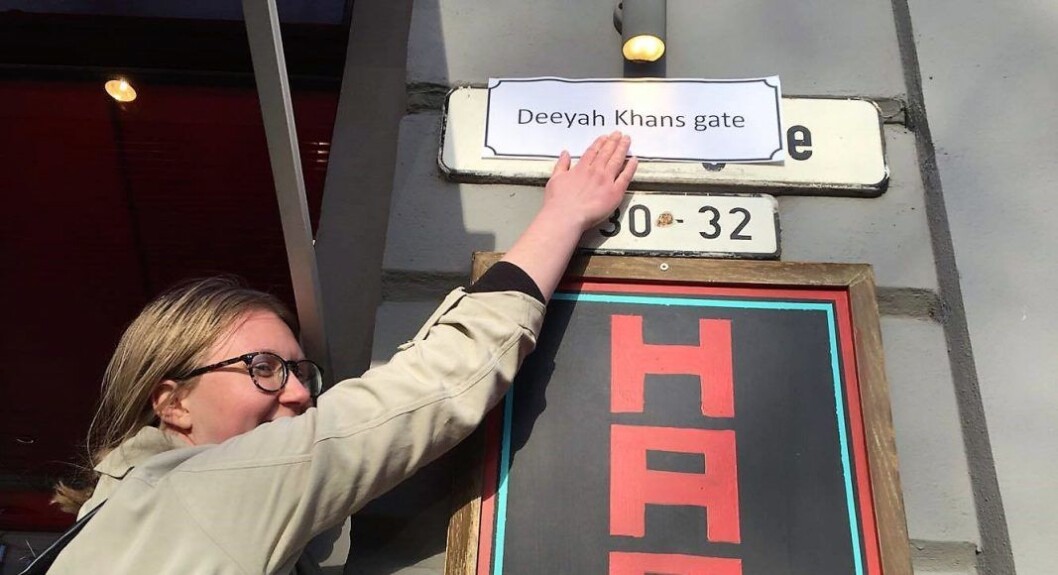 Deeyah Khans gate
e
30 - 32
HA